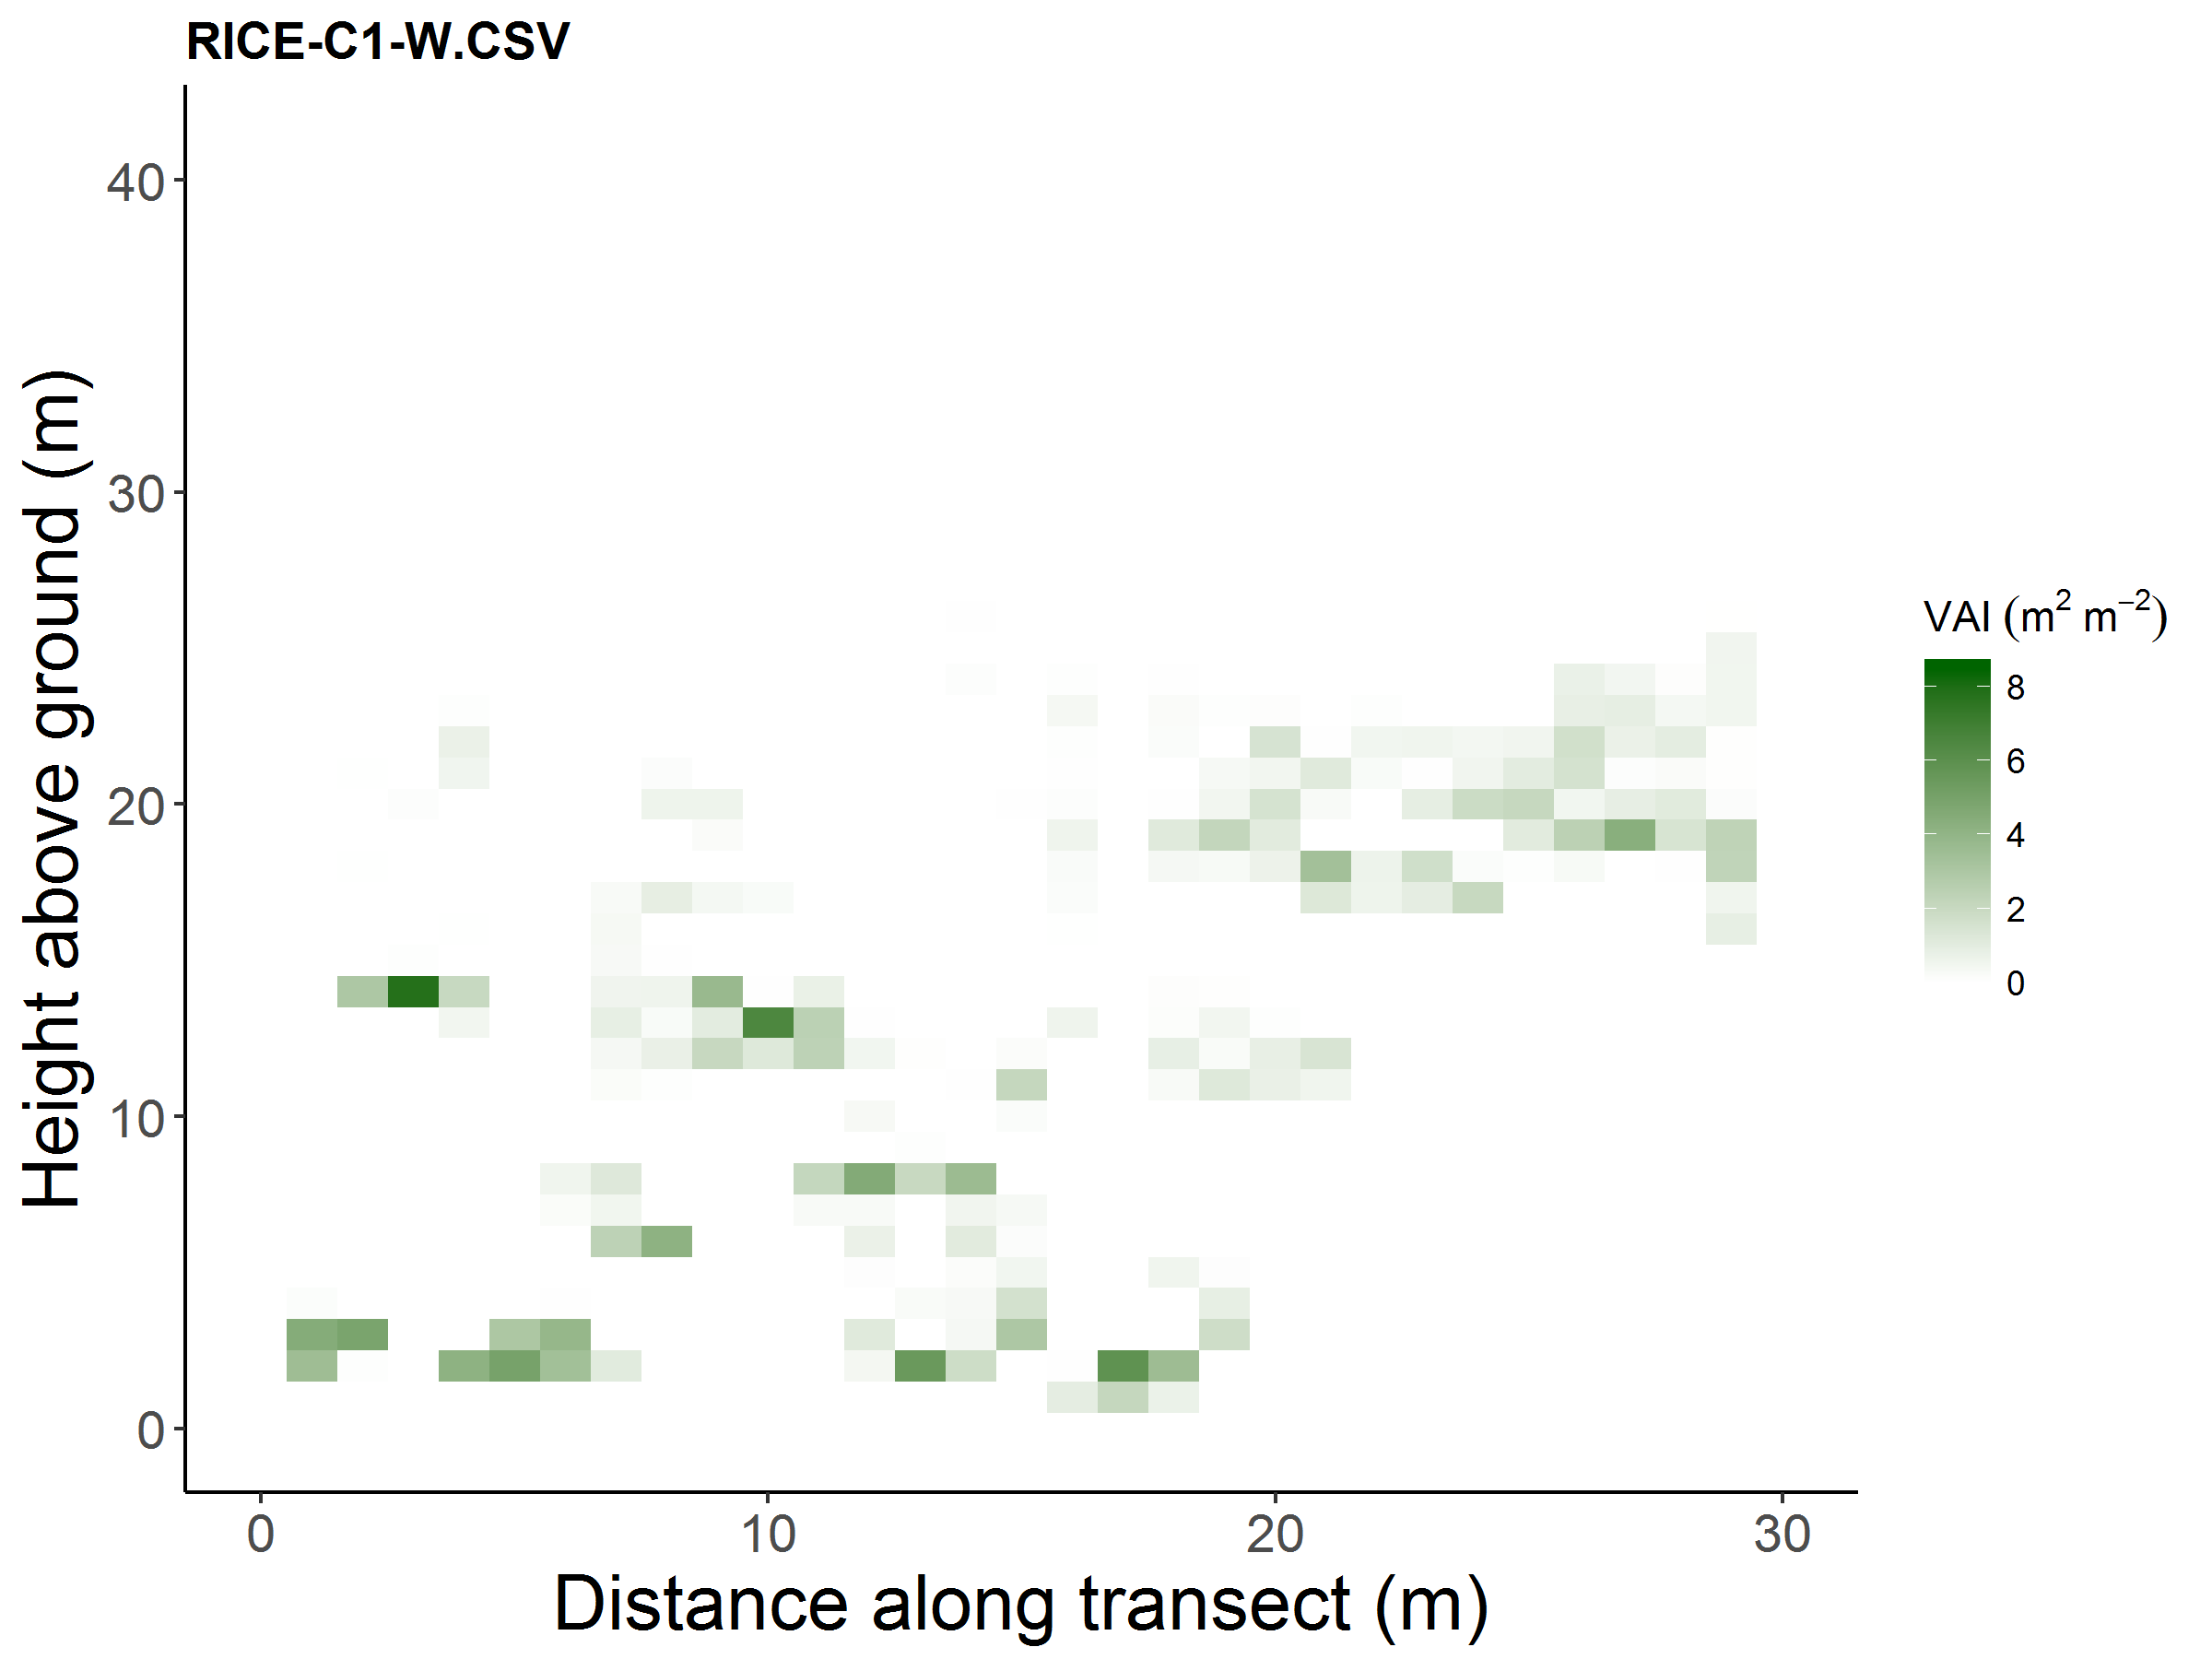 RICE-C1-W.CSV
Height above ground (m)
40
30
20
10
0
0 10 20 30
Distance along transect (m)
VAI (m² m⁻²)
8
6
4
2
0